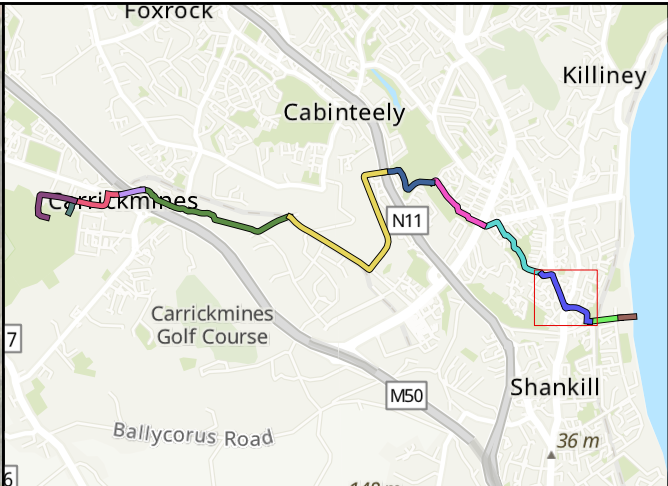 Foxrock
Killiney
Cabinteely
Carrickmines
N11
Carrickmines
Golf Course
7
M50
Shankill
Ballycorus Road
36 m
6